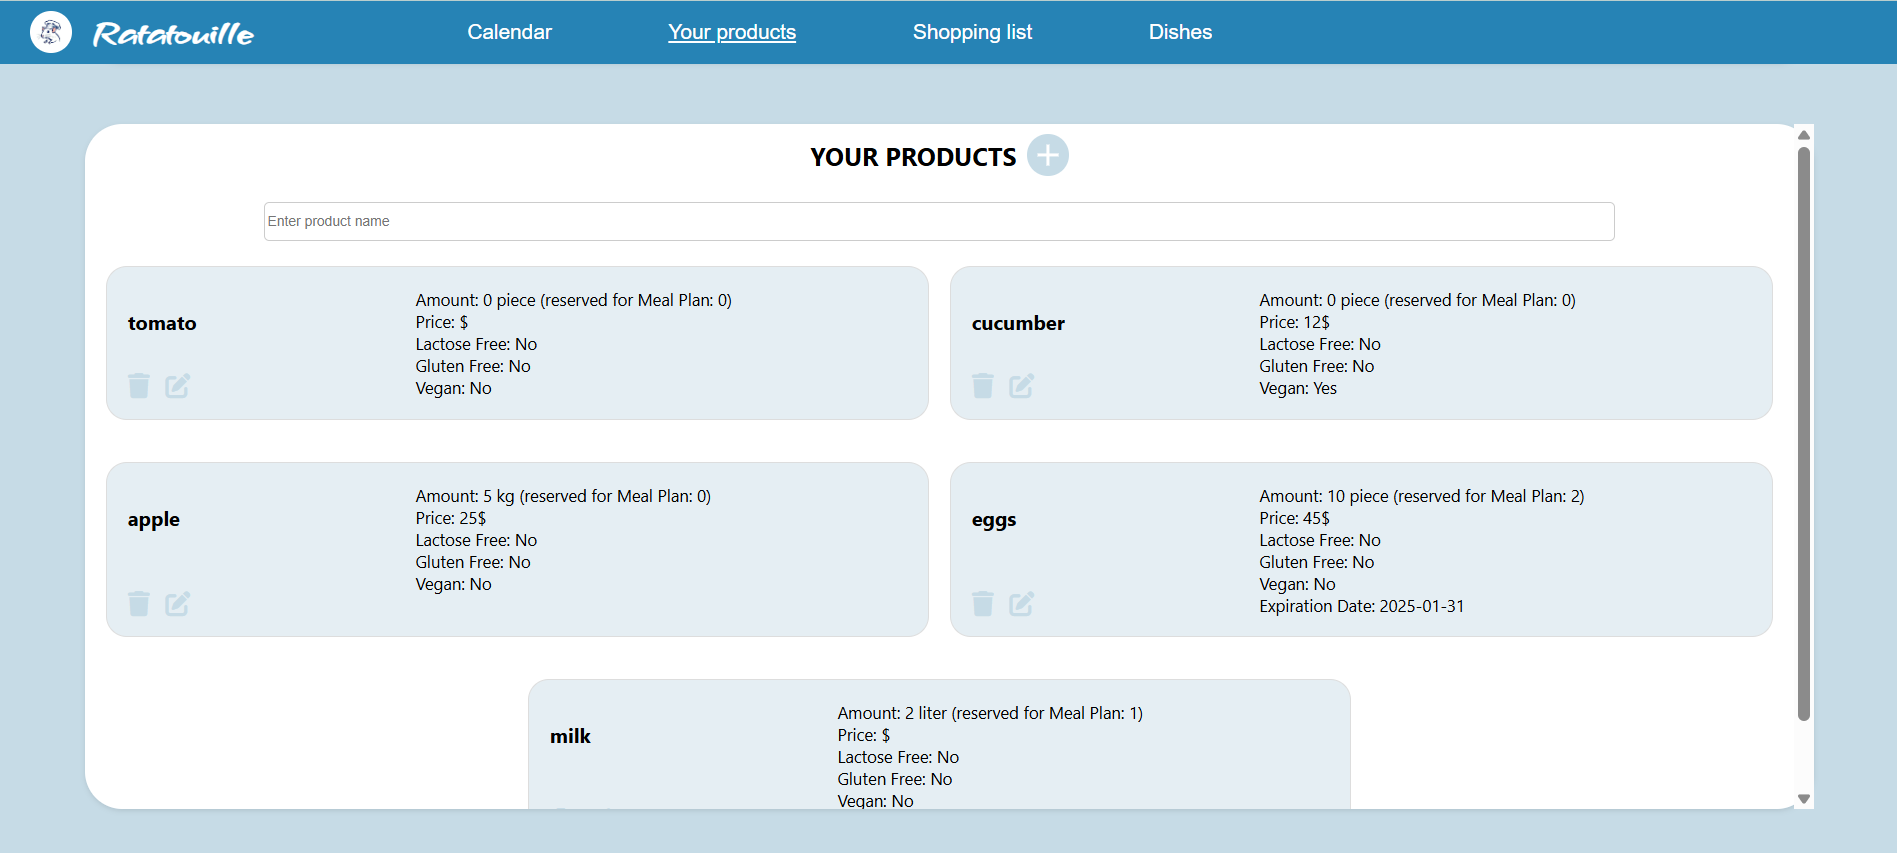 Ratatouille
Calendar
Your products
Shopping list
Dishes
YOUR PRODUCTS
Enter product name
tomato
Amount: 0 piece (reserved for Meal Plan: 0)
Price: $
Lactose Free: No
Gluten Free: No
Vegan: No
cucumber
Amount: 0 piece (reserved for Meal Plan: 0)
Price: 12$
Lactose Free: No
Gluten Free: No
Vegan: Yes
apple
Amount: 5 kg (reserved for Meal Plan: 0)
Price: 25$
Lactose Free: No
Gluten Free: No
Vegan: No
eggs
Amount: 10 piece (reserved for Meal Plan: 2)
Price: 45$
Lactose Free: No
Gluten Free: No
Vegan: No
Expiration Date: 2025-01-31
milk
Amount: 2 liter (reserved for Meal Plan: 1)
Price: $
Lactose Free: No
Gluten Free: No
Vegan: No